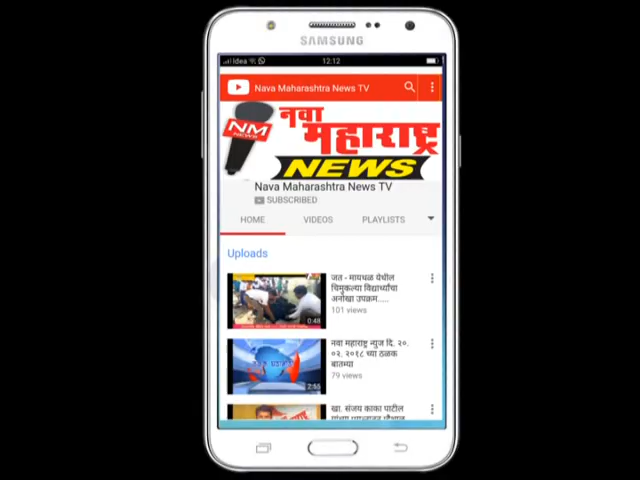 SAMSUNG
Idea 12:12
Nava Maharashtra News TV
नवा
महाराष्ट्र
NM
NEWS
NEWS
Nava Maharashtra News TV
SUBSCRIBED
HOME VIDEOS PLAYLISTS
Uploads
जत - मायथळ येथील
चिमुकल्या विद्यार्थ्यांचा
अनोखा उपक्रम.....
101 views
0:48
नवा महाराष्ट्र न्युज दि. २०.
०२. २०१८ च्या ठळक
बातम्या
79 views
2:55
खा. संजय काका पाटील